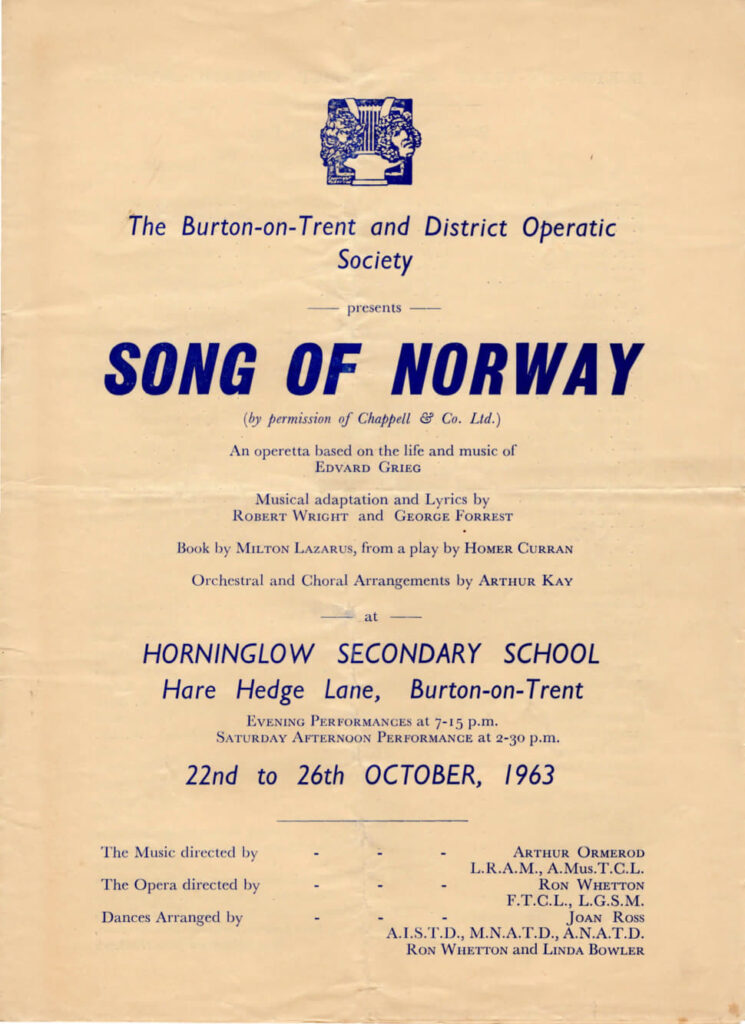 The Burton-on-Trent and District Operatic
Society
presents
SONG OF NORWAY
(by permission of Chappell & Co. Ltd.)
An operetta based on the life and music of
EDVARD GRIEG
Musical adaptation and Lyrics by
ROBERT WRIGHT and GEORGE FORREST
Book by MILTON LAZARUS, from a play by HOMER CURRAN
Orchestral and Choral Arrangements by ARTHUR KAY
at
HORNINGLOW SECONDARY SCHOOL
Hare Hedge Lane, Burton-on-Trent
EVENING PERFORMANCES at 7-15 p.m.
SATURDAY AFTERNOON PERFORMANCE at 2-30 p.m.
22nd to 26th OCTOBER, 1963
The Music directed by - - - ARTHUR ORMEROD
L.R.A.M., A.Mus.T.C.L.
The Opera directed by - - - RON WHETTON
F.T.C.L., L.G.S.M.
Dances Arranged by - - - JOAN ROSS
A.I.S.T.D., M.N.A.T.D., A.N.A.T.D.
RON WHETTON and LINDA BOWLER